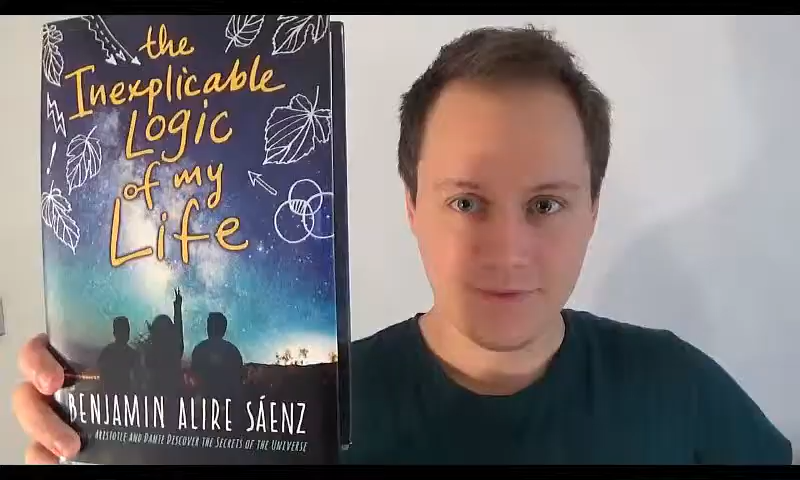 the
Inexplicable
Logic
of my
Life
BENJAMIN ALIRE SÁENZ
ARISTOTLE AND DANTE DISCOVER THE SECRETS OF THE UNIVERSE